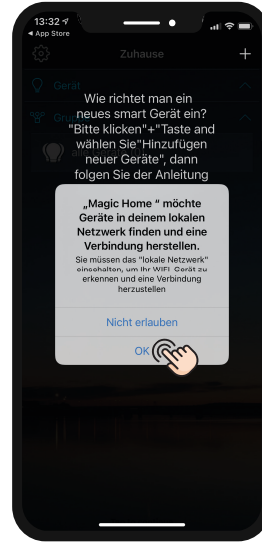 13:32
◀ App Store
Zuhause
+
Gerät
Wie richtet man ein
neues smart Gerät ein?
"Bitte klicken"+"Taste and
wählen Sie"Hinzufügen
neuer Geräte", dann
folgen Sie der Anleitung
„Magic Home “ möchte
Geräte in deinem lokalen
Netzwerk finden und eine
Verbindung herstellen.
Sie müssen das "lokale Netzwerk"
einschalten, um Ihr WIFI Gerät zu
erkennen und eine Verbindung
herzustellen
Nicht erlauben
OK